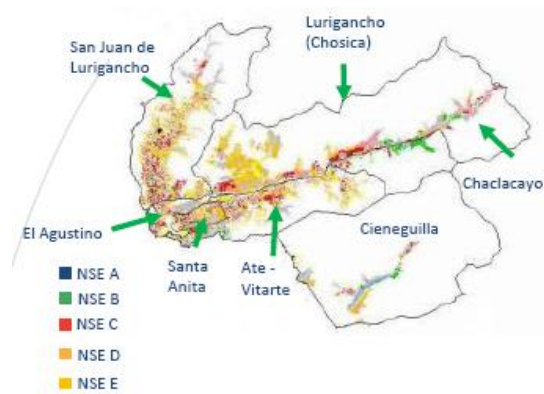 San Juan de
Lurigancho
Lurigancho
(Chosica)
Chaclacayo
El Agustino
Santa
Anita
Ate -
Vitarte
Cieneguilla
NSE A
NSE B
NSE C
NSE D
NSE E